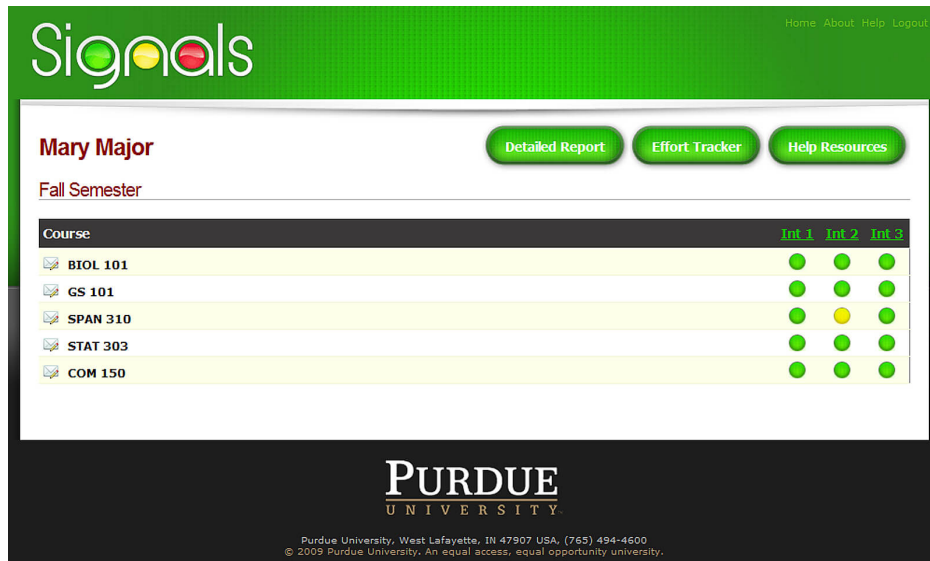 Home About Help Logout
Signals
Mary Major
Detailed Report Effort Tracker Help Resources
Fall Semester
Course Int 1 Int 2 Int 3
BIOL 101
GS 101
SPAN 310
STAT 303
COM 150
PURDUE
UNIVERSITY
Purdue University, West Lafayette, IN 47907 USA, (765) 494-4600
© 2009 Purdue University. An equal access, equal opportunity university.